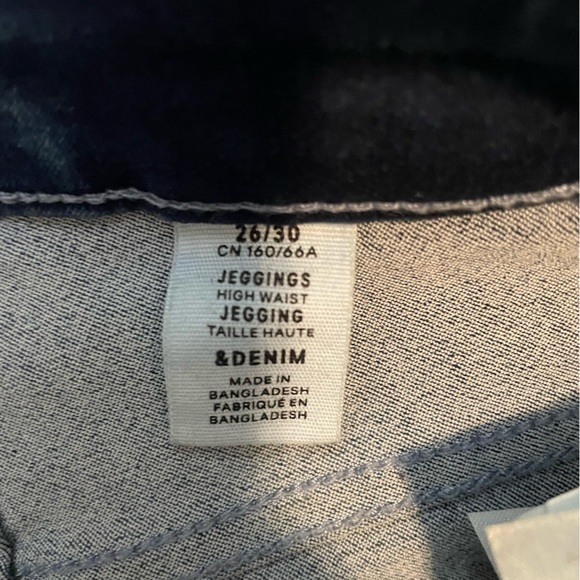 26/30
CN 160/66A
JEGGINGS
HIGH WAIST
JEGGING
TAILLE HAUTE
&DENIM
MADE IN
BANGLADESH
FABRIQUÉ EN
BANGLADESH